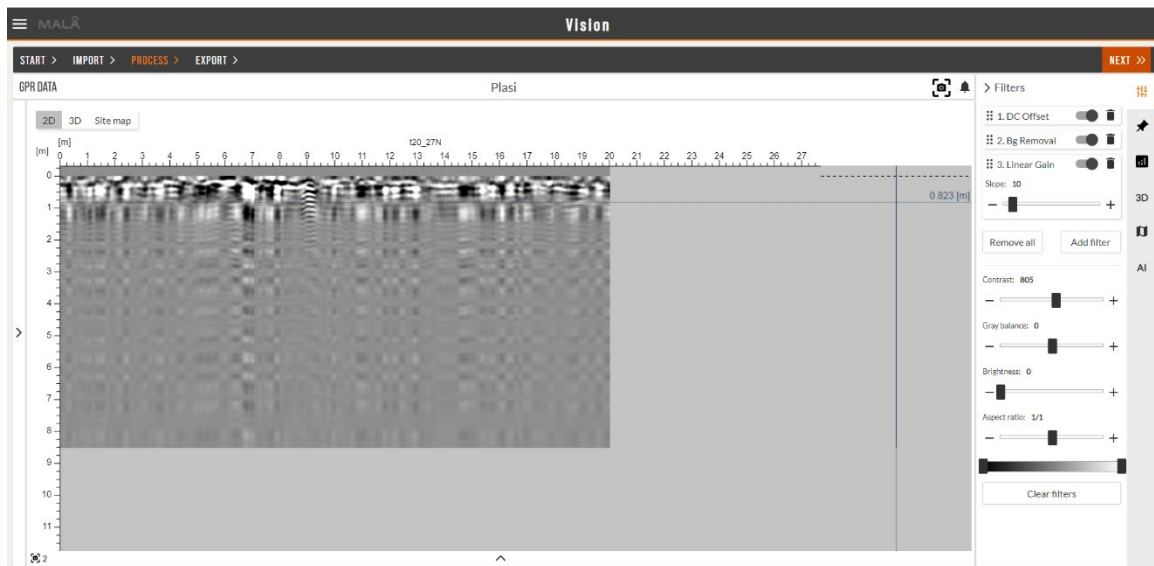 MALÅ
Vision
START > IMPORT > PROCESS > EXPORT >
NEXT »
GPR DATA
Plasi
> Filters
2D 3D Site map
1. DC Offset
2. Bg Removal
3. Linear Gain
Slope: 10
− +
Remove all Add filter
Contrast: 805
− +
Gray balance: 0
− +
Brightness: 0
− +
Aspect ratio: 1/1
− +
Clear filters
3D
AI
120_27N
[m]
[m]
0 1 2 3 4 5 6 7 8 9 10 11 12 13 14 15 16 17 18 19 20 21 22 23 24 25 26 27
0
0.823 [m]
1
2
3
4
5
6
7
8
9
10
11
2